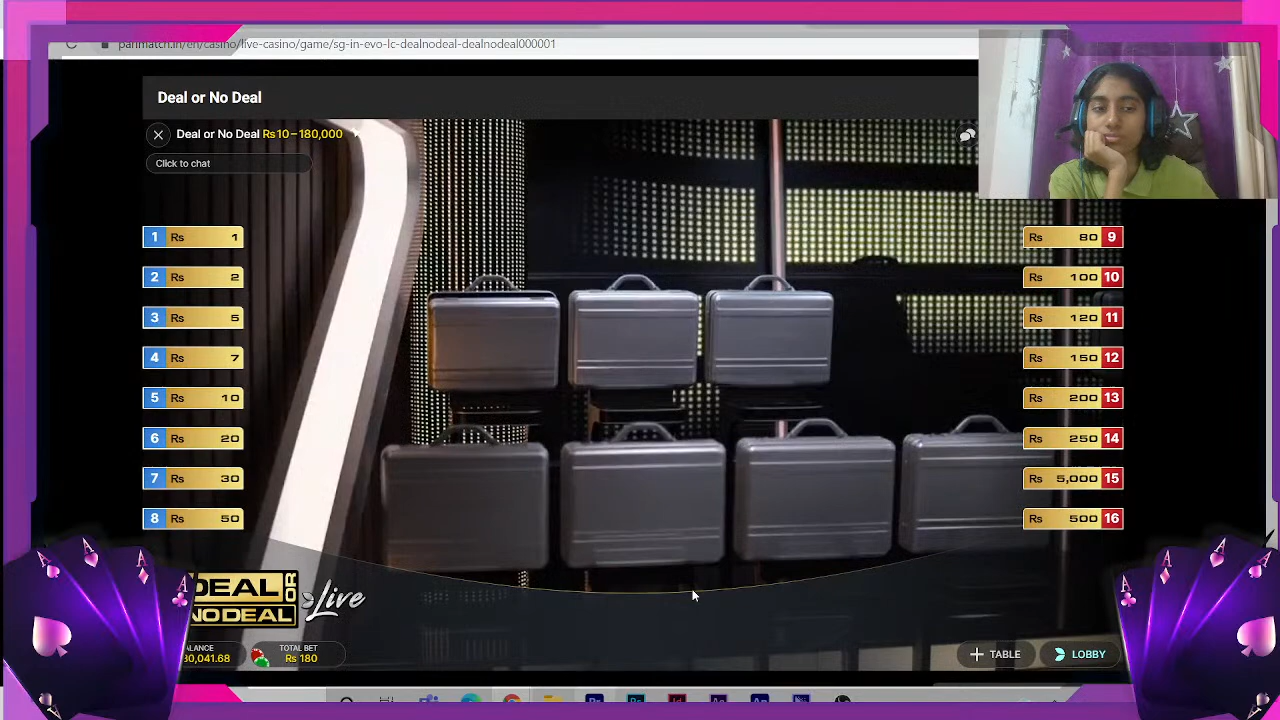 parimatch.in/en/casino/live-casino/game/sg-in-evo-lc-dealnodeal-dealnodeal000001
Deal or No Deal
Deal or No Deal Rs10–180,000
Click to chat
1 Rs 1
2 Rs 2
3 Rs 5
4 Rs 7
5 Rs 10
6 Rs 20
7 Rs 30
8 Rs 50
Rs 80 9
Rs 100 10
Rs 120 11
Rs 150 12
Rs 200 13
Rs 250 14
Rs 5,000 15
Rs 500 16
DEAL OR
NO DEAL
Live
TOTAL BET
Rs 180
TABLE
LOBBY
A
A
A
A
A
A
A
A